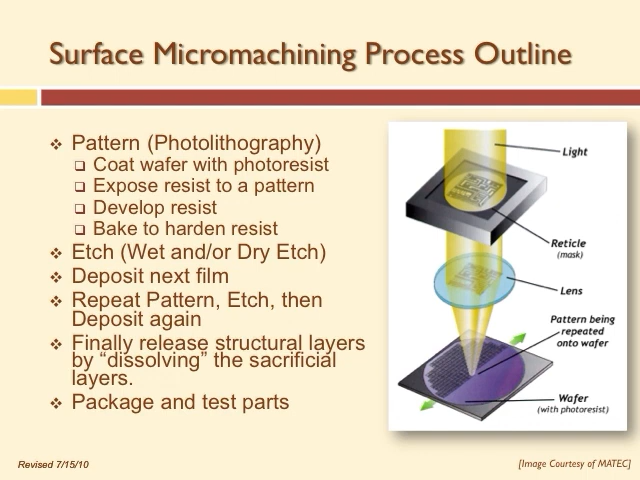 Surface Micromachining Process Outline
❖ Pattern (Photolithography)
❑ Coat wafer with photoresist
❑ Expose resist to a pattern
❑ Develop resist
❑ Bake to harden resist
❖ Etch (Wet and/or Dry Etch)
❖ Deposit next film
❖ Repeat Pattern, Etch, then
Deposit again
❖ Finally release structural layers
by “dissolving” the sacrificial
layers.
❖ Package and test parts
Light
Reticle
(mask)
Lens
Pattern being
repeated
onto wafer
Wafer
(with photoresist)
Revised 7/15/10
[Image Courtesy of MATEC]